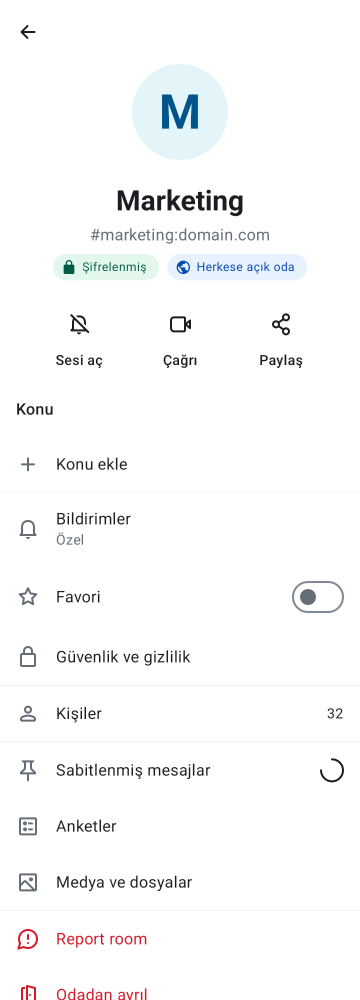 M
Marketing
#marketing:domain.com
Şifrelenmiş
Herkese açık oda
Sesi aç
Çağrı
Paylaş
Konu
Konu ekle
Bildirimler
Özel
Favori
Güvenlik ve gizlilik
Kişiler
32
Sabitlenmiş mesajlar
Anketler
Medya ve dosyalar
Report room
Odadan ayrıl